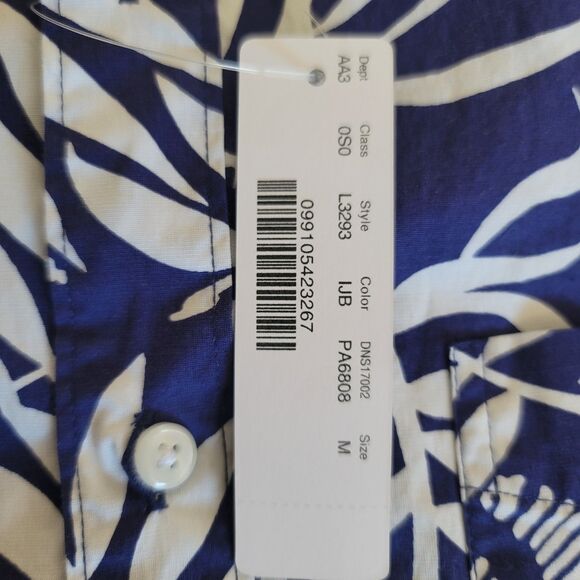 Dept Class Style Color DNS17002 Size
AA3 0S0 L3293 IJB PA6808 M
099105423267